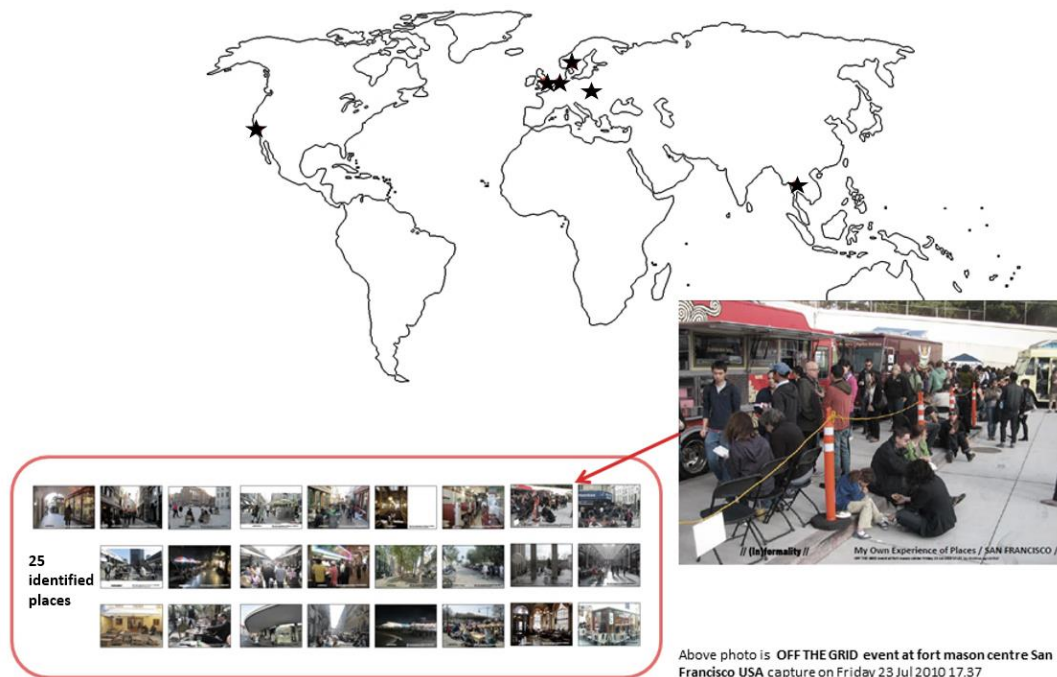 25
identified
places
// (In)formality //
My Own Experience of Places / SAN FRANCISCO /
Above photo is OFF THE GRID event at fort mason centre San
Francisco USA capture on Friday 23 Jul 2010 17.37